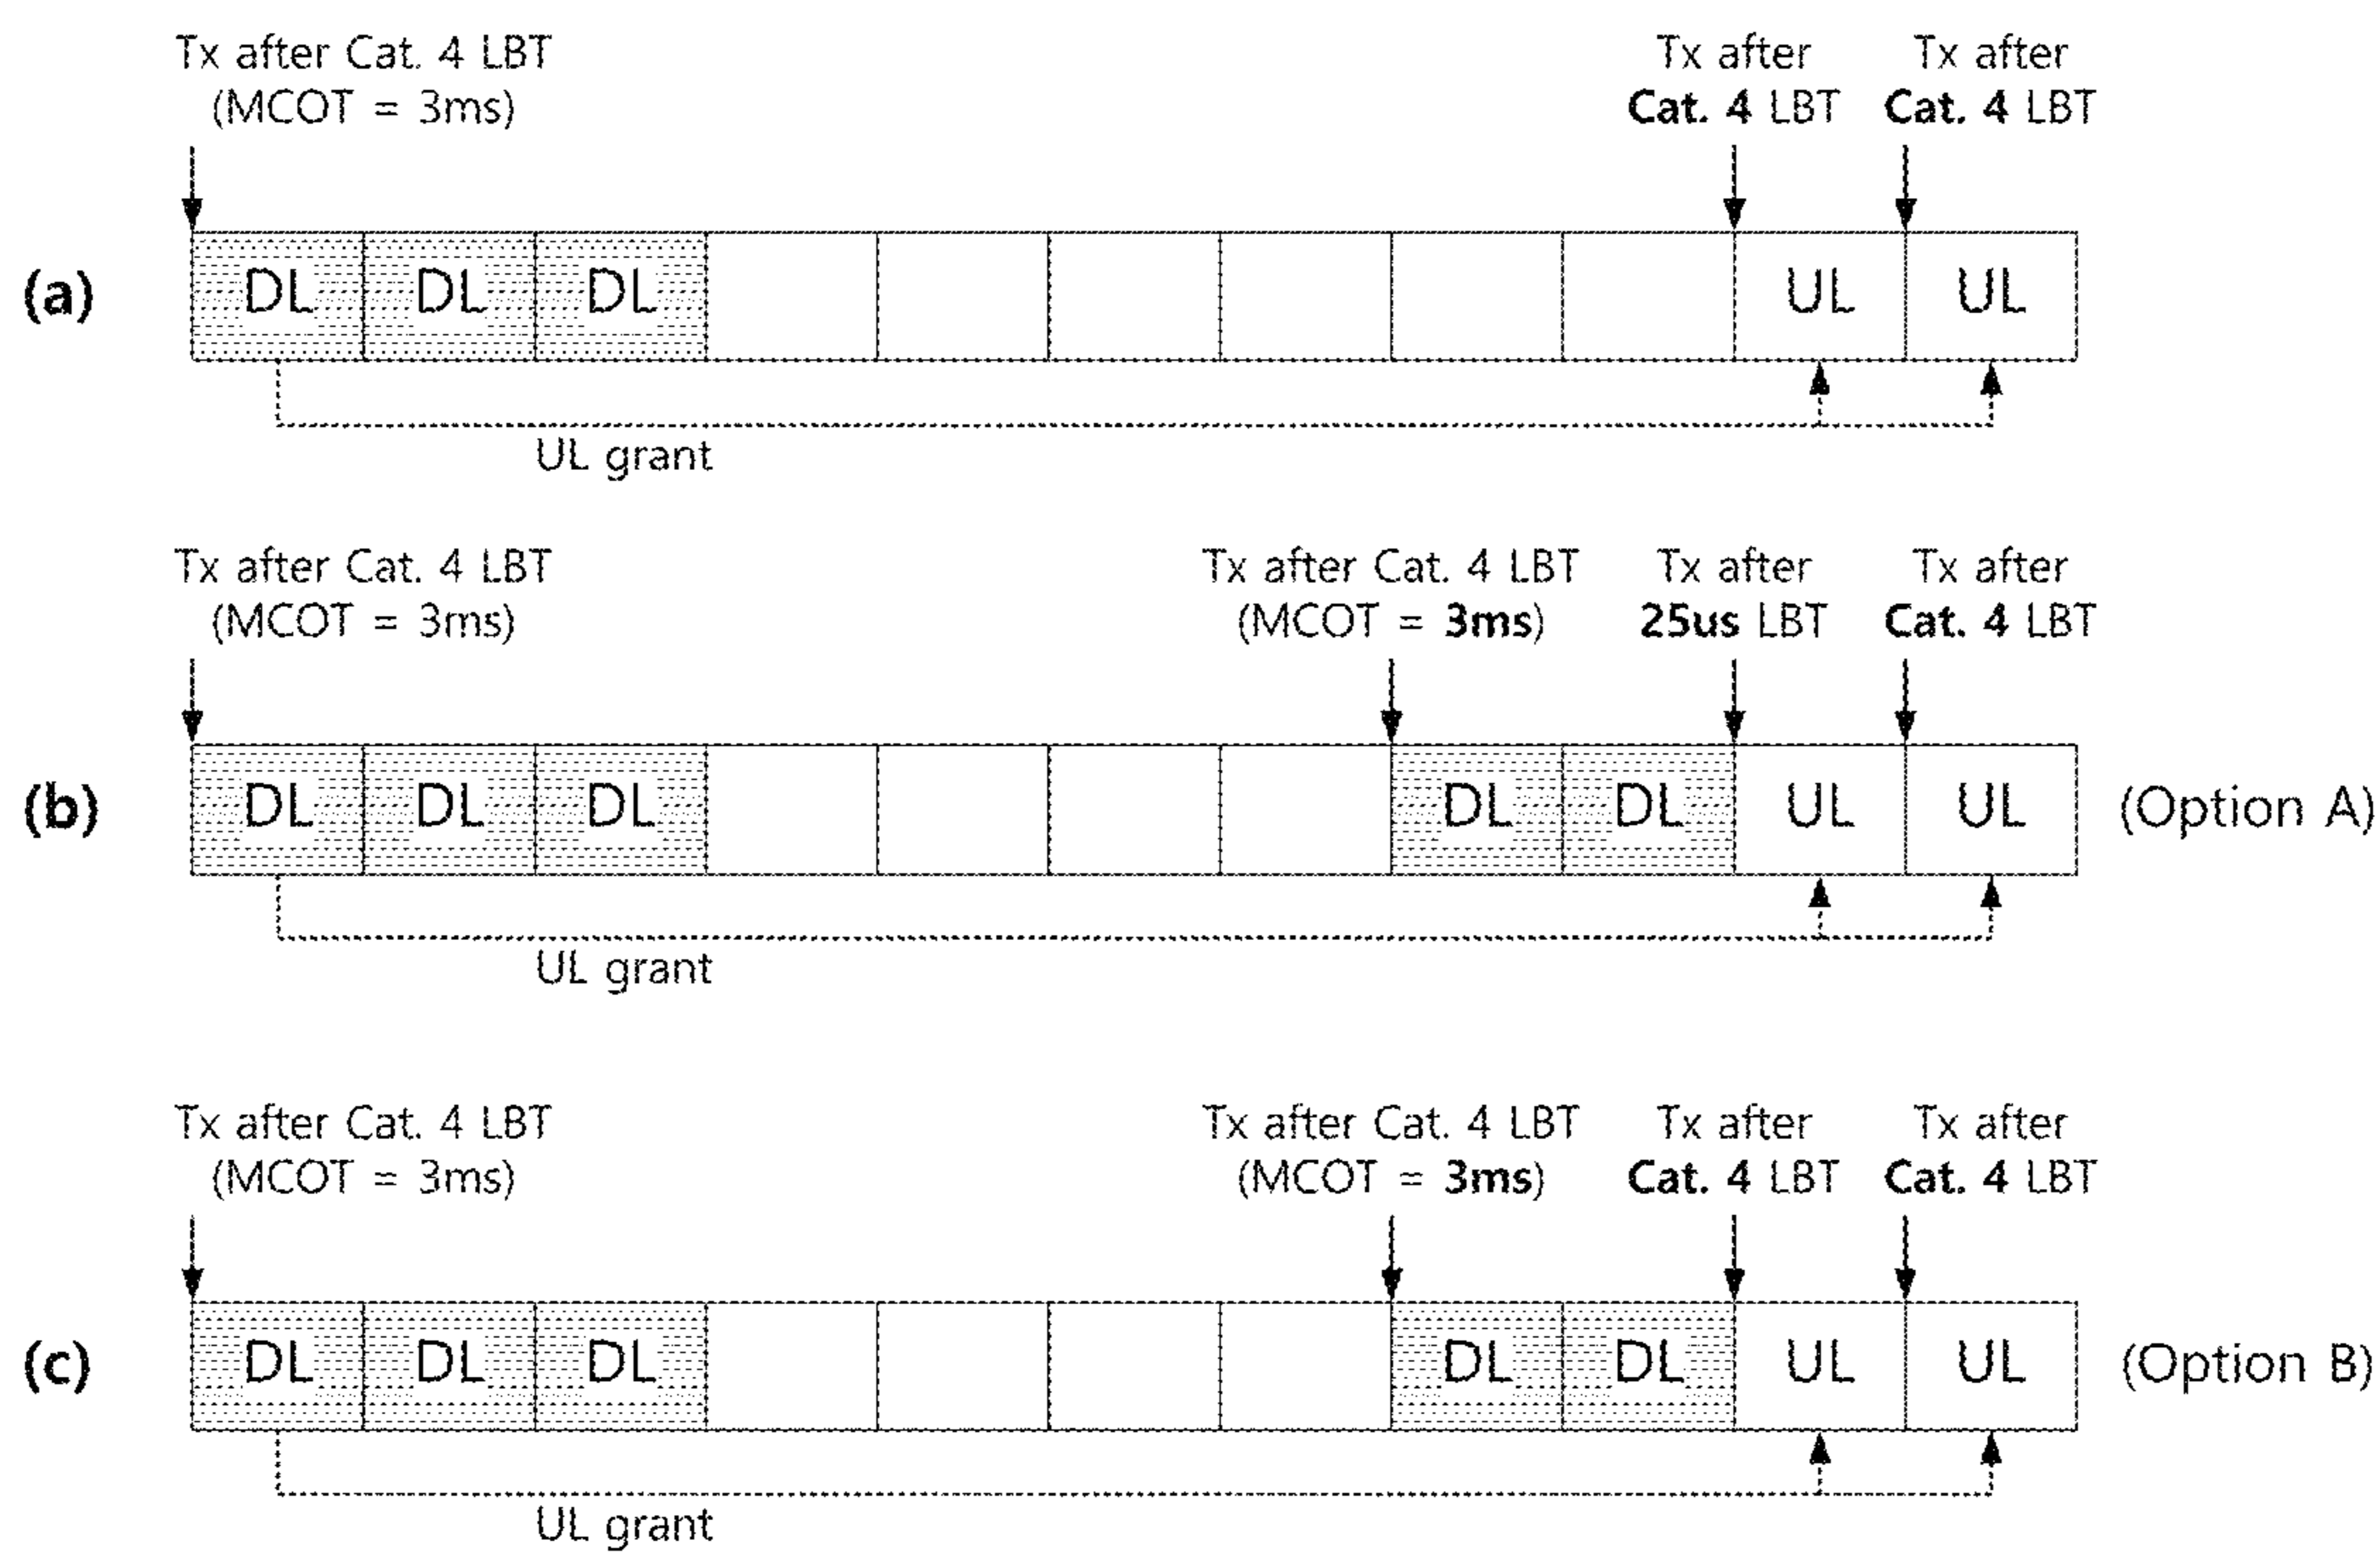 Tx after Cat. 4 LBT
(MCOT = 3ms)
Tx after
Cat. 4 LBT
Tx after
Cat. 4 LBT
(a)
DL
DL
DL
UL
UL
UL grant
Tx after Cat. 4 LBT
(MCOT = 3ms)
Tx after Cat. 4 LBT
(MCOT = 3ms)
Tx after
25us LBT
Tx after
Cat. 4 LBT
(b)
DL
DL
DL
DL
DL
UL
UL
(Option A)
UL grant
Tx after Cat. 4 LBT
(MCOT = 3ms)
Tx after Cat. 4 LBT
(MCOT = 3ms)
Tx after
Cat. 4 LBT
Tx after
Cat. 4 LBT
(c)
DL
DL
DL
DL
DL
UL
UL
(Option B)
UL grant